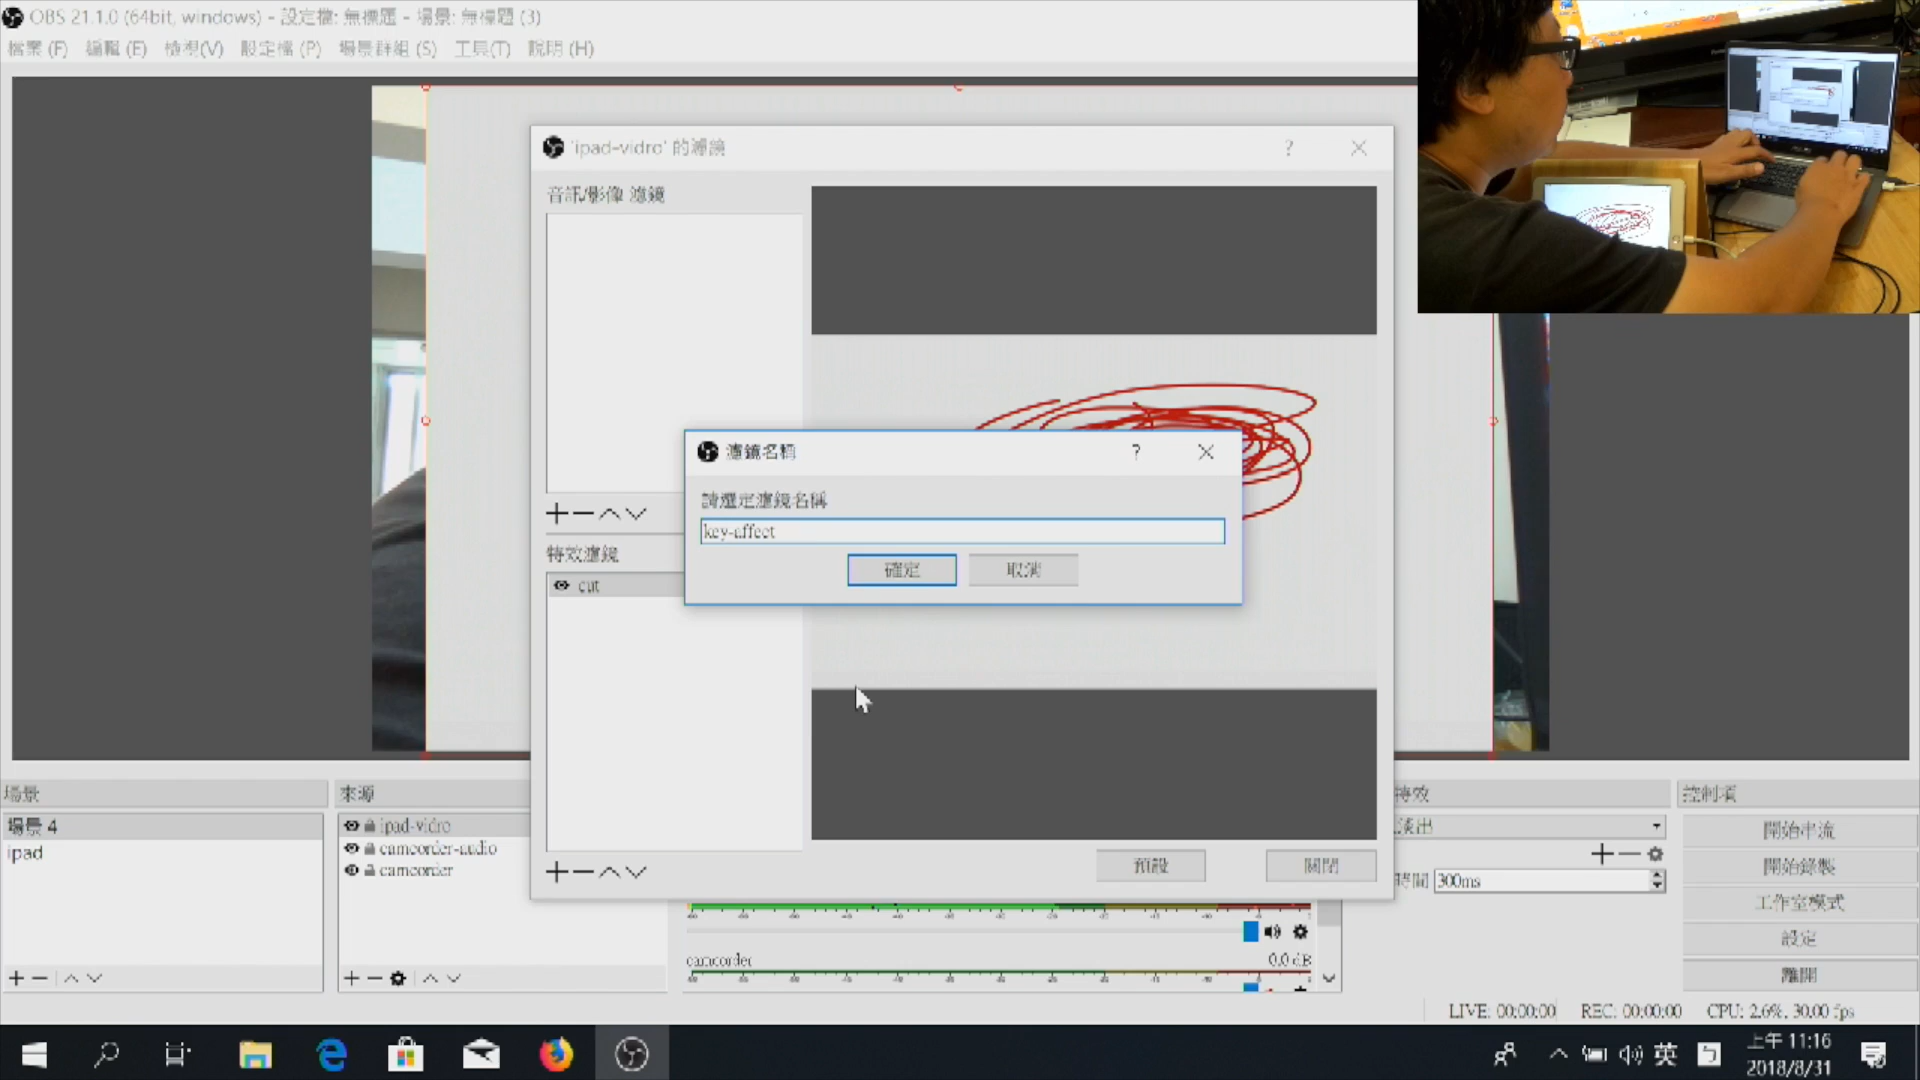 OBS 21.1.0 (64bit, windows) - 設定檔: 無標題 - 場景: 無標題 (3)
檔案 (F) 編輯 (E) 檢視(V) 設定檔 (P) 場景群組 (S) 工具(T) 說明 (H)
'ipad-vidro' 的濾鏡
音訊/影像 濾鏡
濾鏡名稱
請選定濾鏡名稱
key-affect
確定 取消
特效濾鏡
cut
預設 關閉
場景
場景 4
ipad
來源
ipad-vidro
camcorder-audio
camcorder
camcorder 0.0 dB
特效
淡出
時間 300ms
控制項
開始串流
開始錄製
工作室模式
設定
離開
LIVE: 00:00:00 REC: 00:00:00 CPU: 2.6%, 30.00 fps
英
上午 11:16
2018/8/31